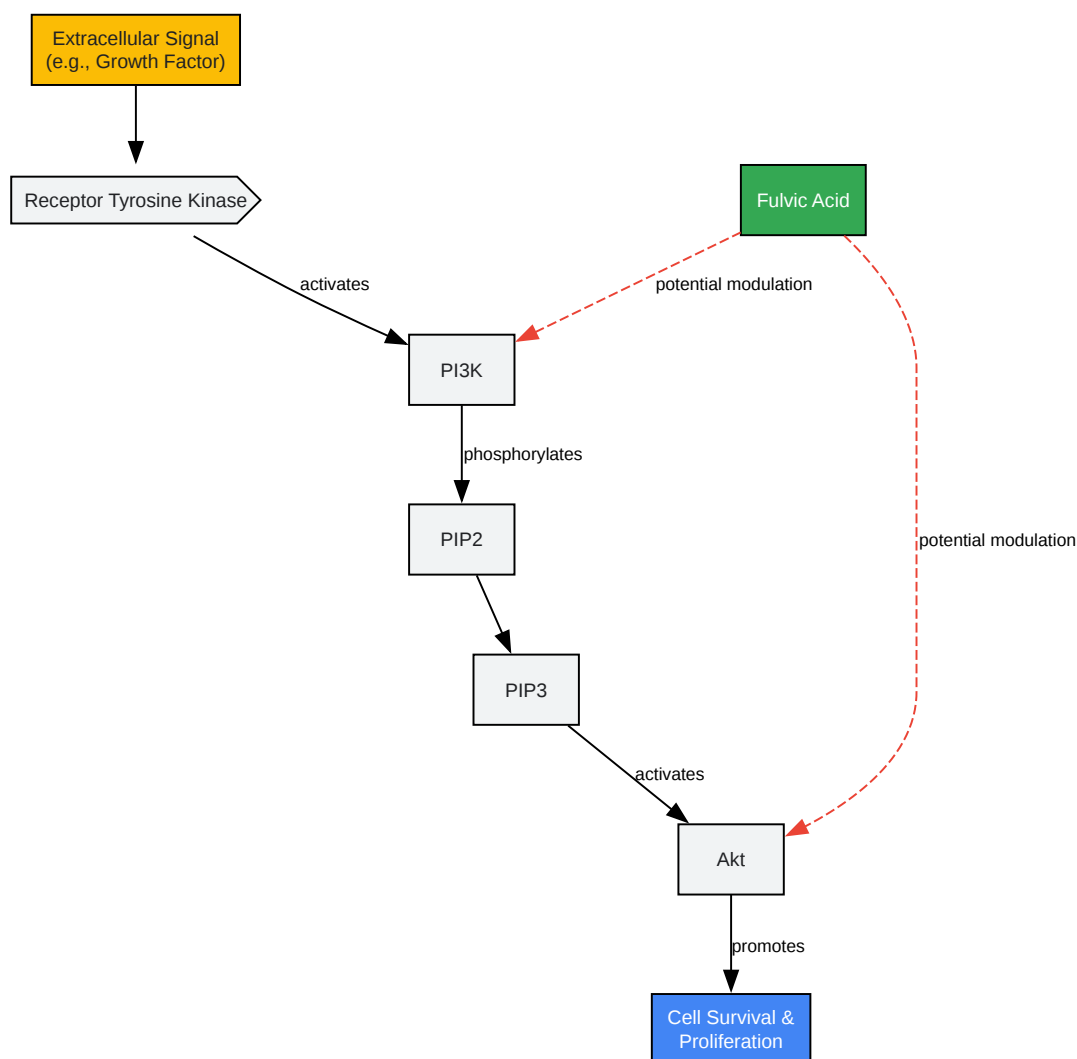 Extracellular Signal
(e.g., Growth Factor)
Receptor Tyrosine Kinase
Fulvic Acid
activates
potential modulation
PI3K
phosphorylates
PIP2
potential modulation
PIP3
activates
Akt
promotes
Cell Survival &
Proliferation